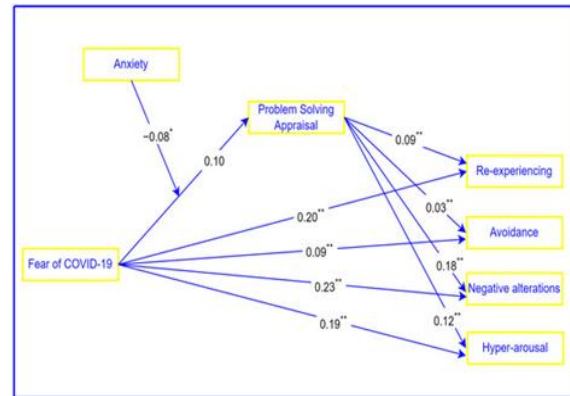 Anxiety
Problem Solving
Appraisal
−0.08*
0.10
0.09**
Re-experiencing
0.20**
0.03**
Avoidance
0.09**
Fear of COVID-19
0.18**
0.23**
Negative alterations
0.12**
0.19**
Hyper-arousal